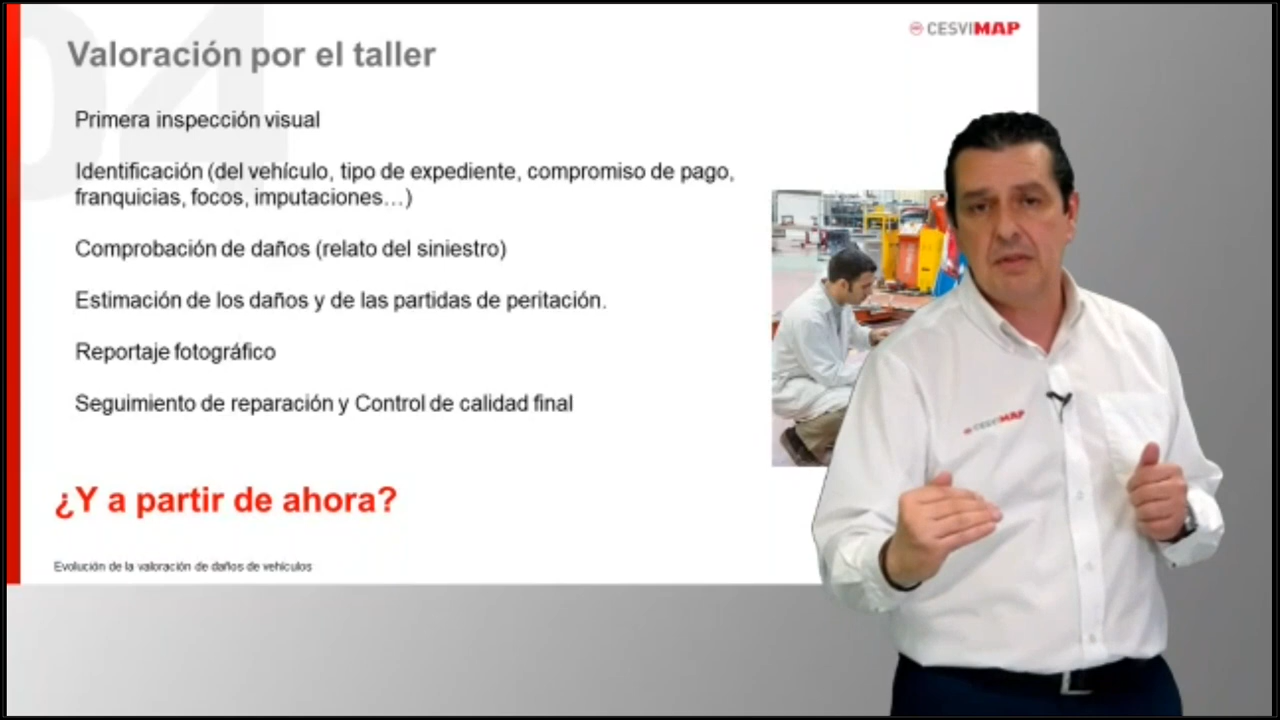 04
CESVIMAP
Valoración por el taller
Primera inspección visual
Identificación (del vehículo, tipo de expediente, compromiso de pago,
franquicias, focos, imputaciones...)
Comprobación de daños (relato del siniestro)
Estimación de los daños y de las partidas de peritación.
Reportaje fotográfico
Seguimiento de reparación y Control de calidad final
¿Y a partir de ahora?
Evolución de la valoración de daños de vehículos
CESVIMAP